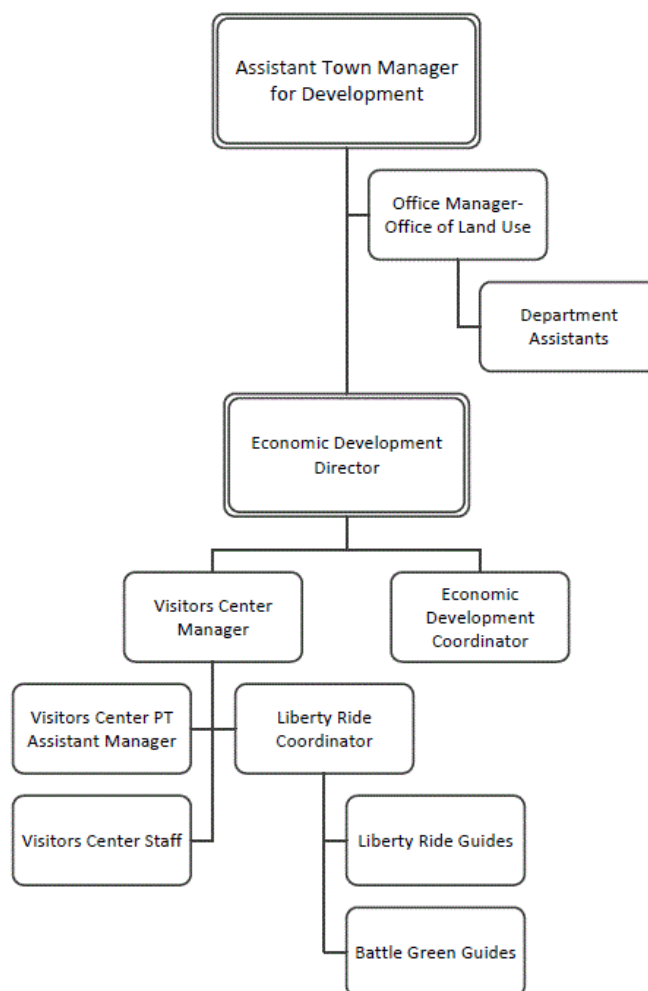 Assistant Town Manager
for Development
Office Manager-
Office of Land Use
Department
Assistants
Economic Development
Director
Visitors Center
Manager
Economic
Development
Coordinator
Visitors Center PT
Assistant Manager
Liberty Ride
Coordinator
Visitors Center Staff
Liberty Ride Guides
Battle Green Guides